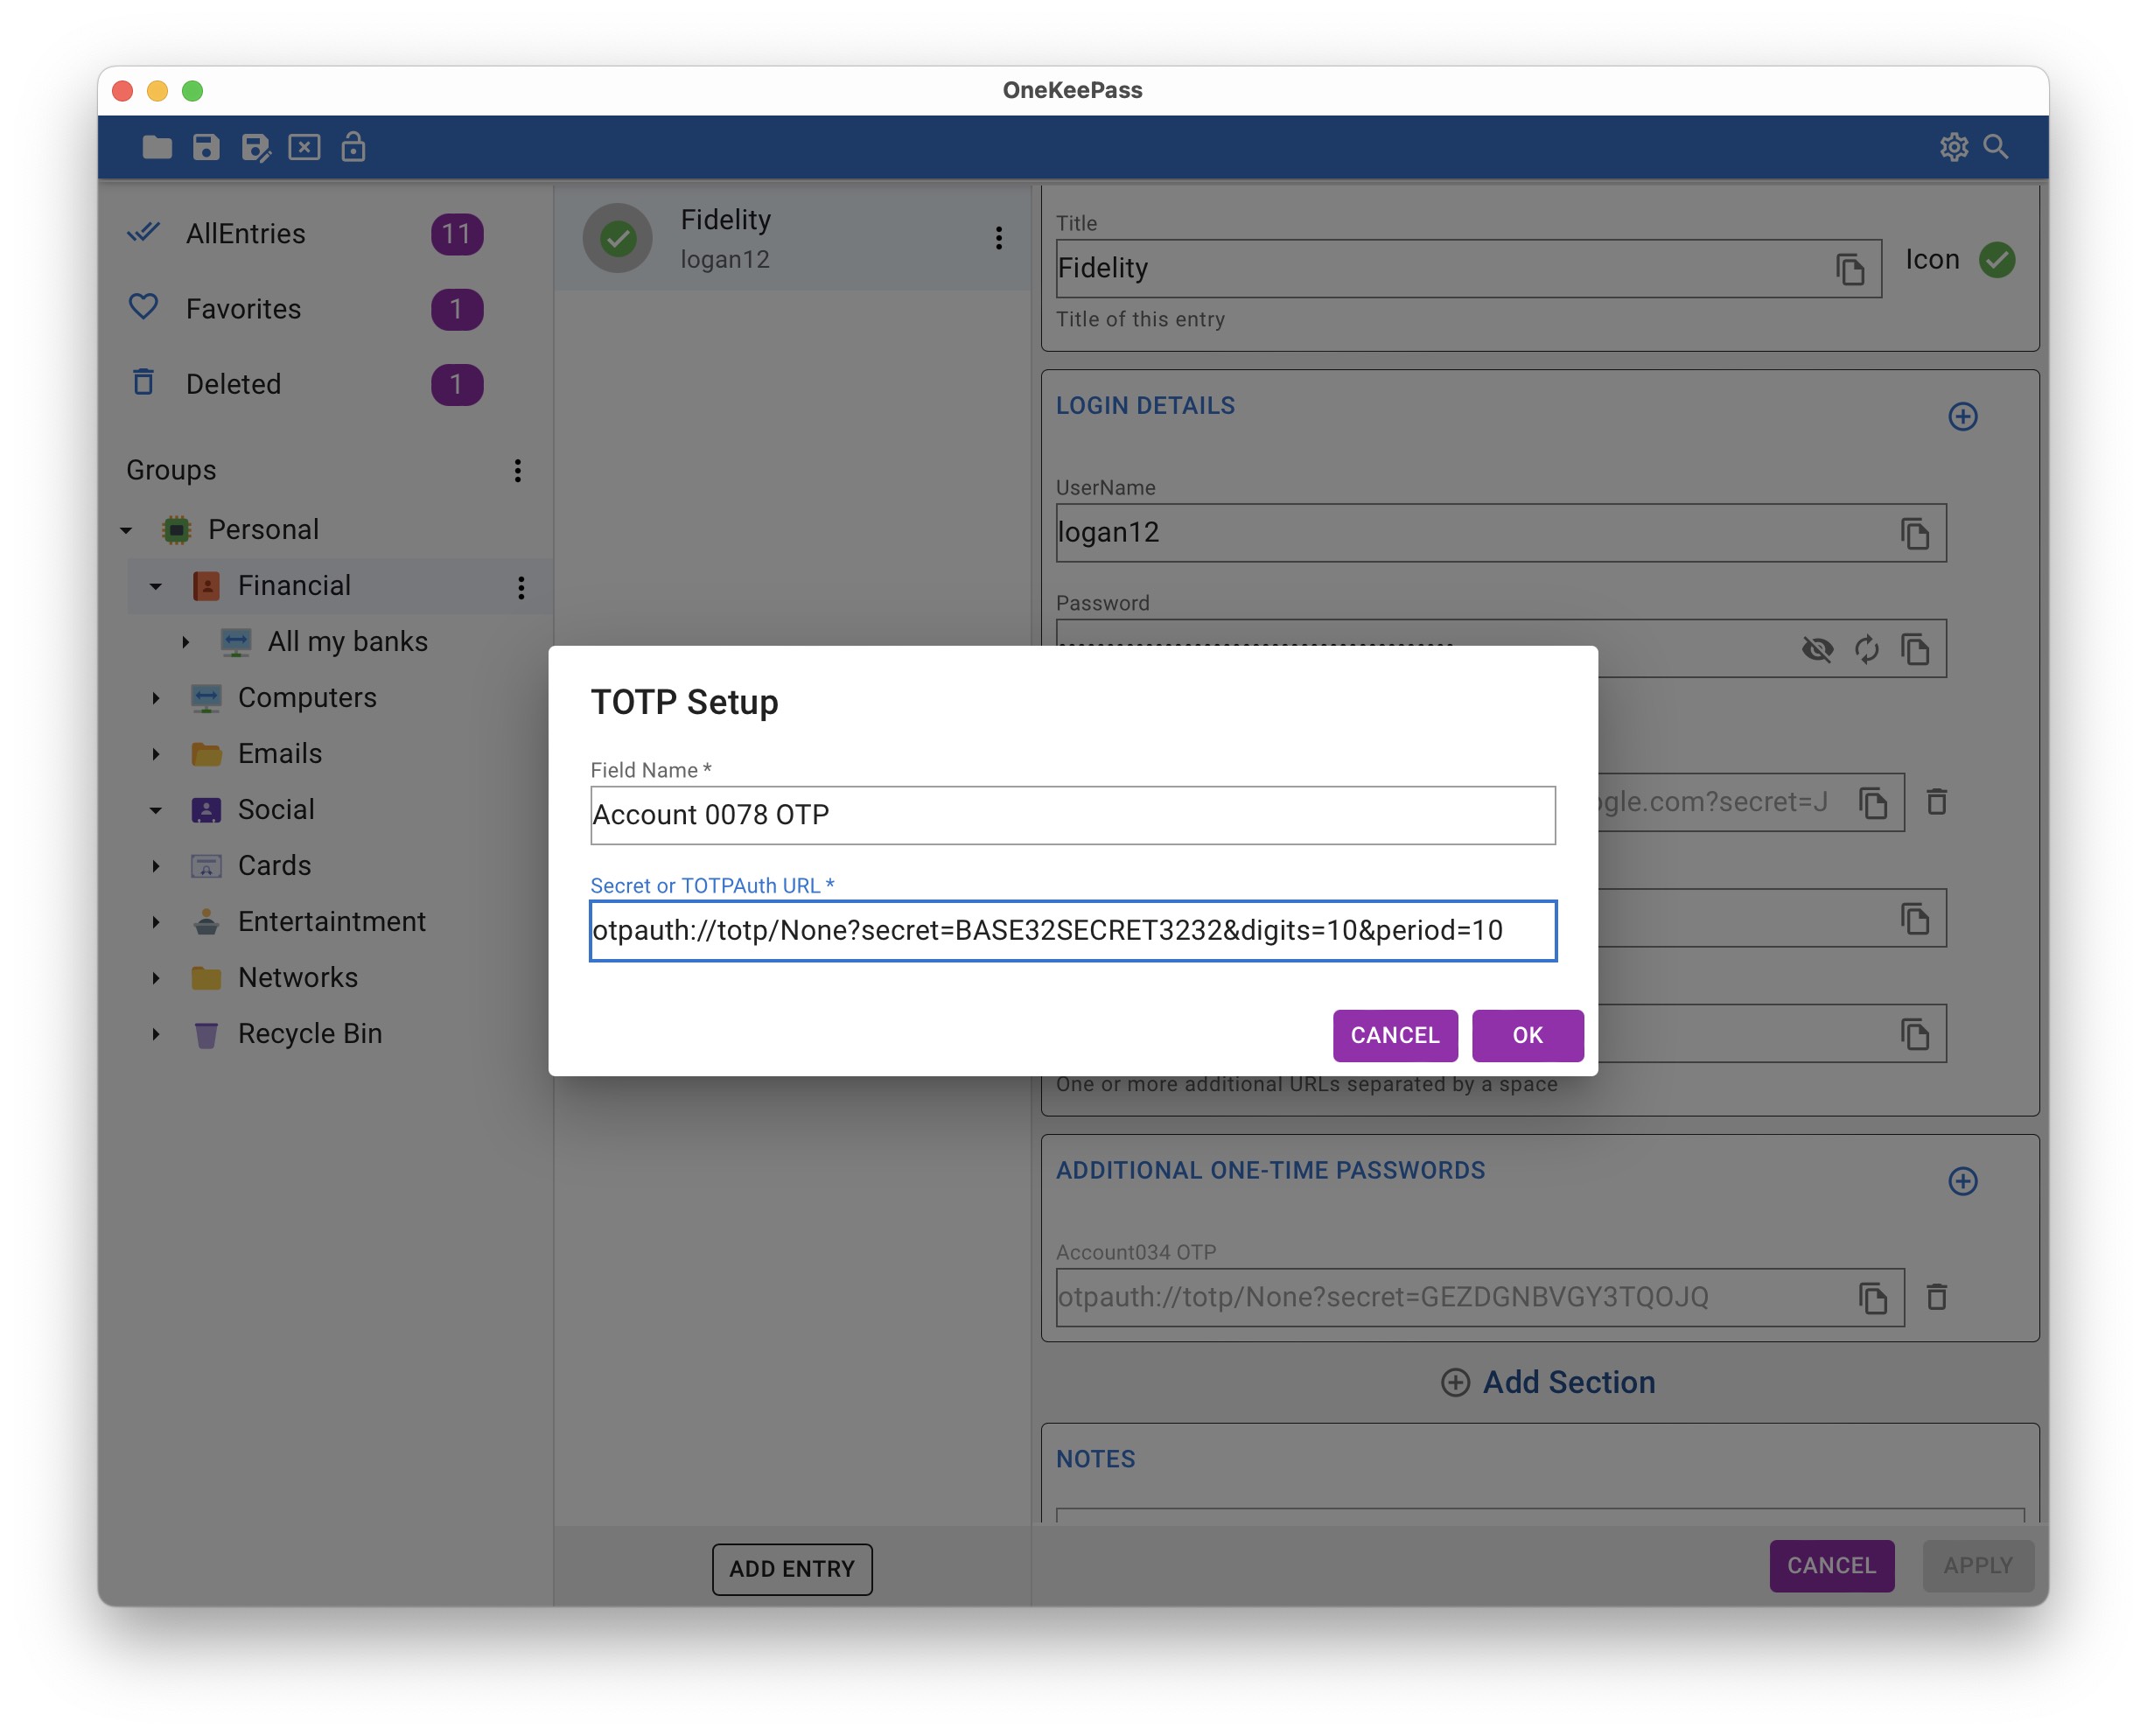 OneKeePass
AllEntries 11
Favorites 1
Deleted 1
Groups
Personal
Financial
All my banks
Computers
Emails
Social
Cards
Entertaintment
Networks
Recycle Bin
Fidelity
logan12
ADD ENTRY
Title
Fidelity
Icon
Title of this entry
LOGIN DETAILS
UserName
logan12
Password
gle.com?secret=J
One or more additional URLs separated by a space
TOTP Setup
Field Name *
Account 0078 OTP
Secret or TOTPAuth URL *
otpauth://totp/None?secret=BASE32SECRET3232&digits=10&period=10
CANCEL OK
ADDITIONAL ONE-TIME PASSWORDS
Account034 OTP
otpauth://totp/None?secret=GEZDGNBVGY3TQOJQ
Add Section
NOTES
CANCEL APPLY